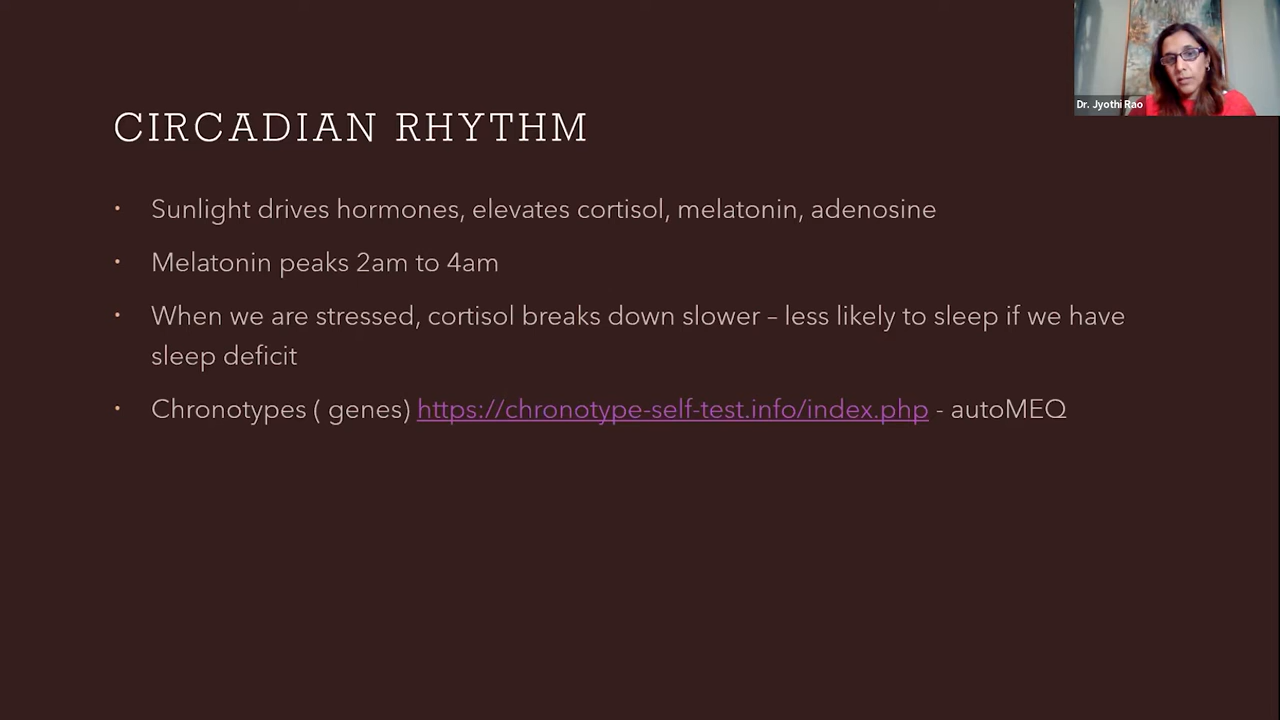 Dr. Jyothi Rao
CIRCADIAN RHYTHM
• Sunlight drives hormones, elevates cortisol, melatonin, adenosine
• Melatonin peaks 2am to 4am
• When we are stressed, cortisol breaks down slower – less likely to sleep if we have
sleep deficit
• Chronotypes ( genes) https://chronotype-self-test.info/index.php - autoMEQ